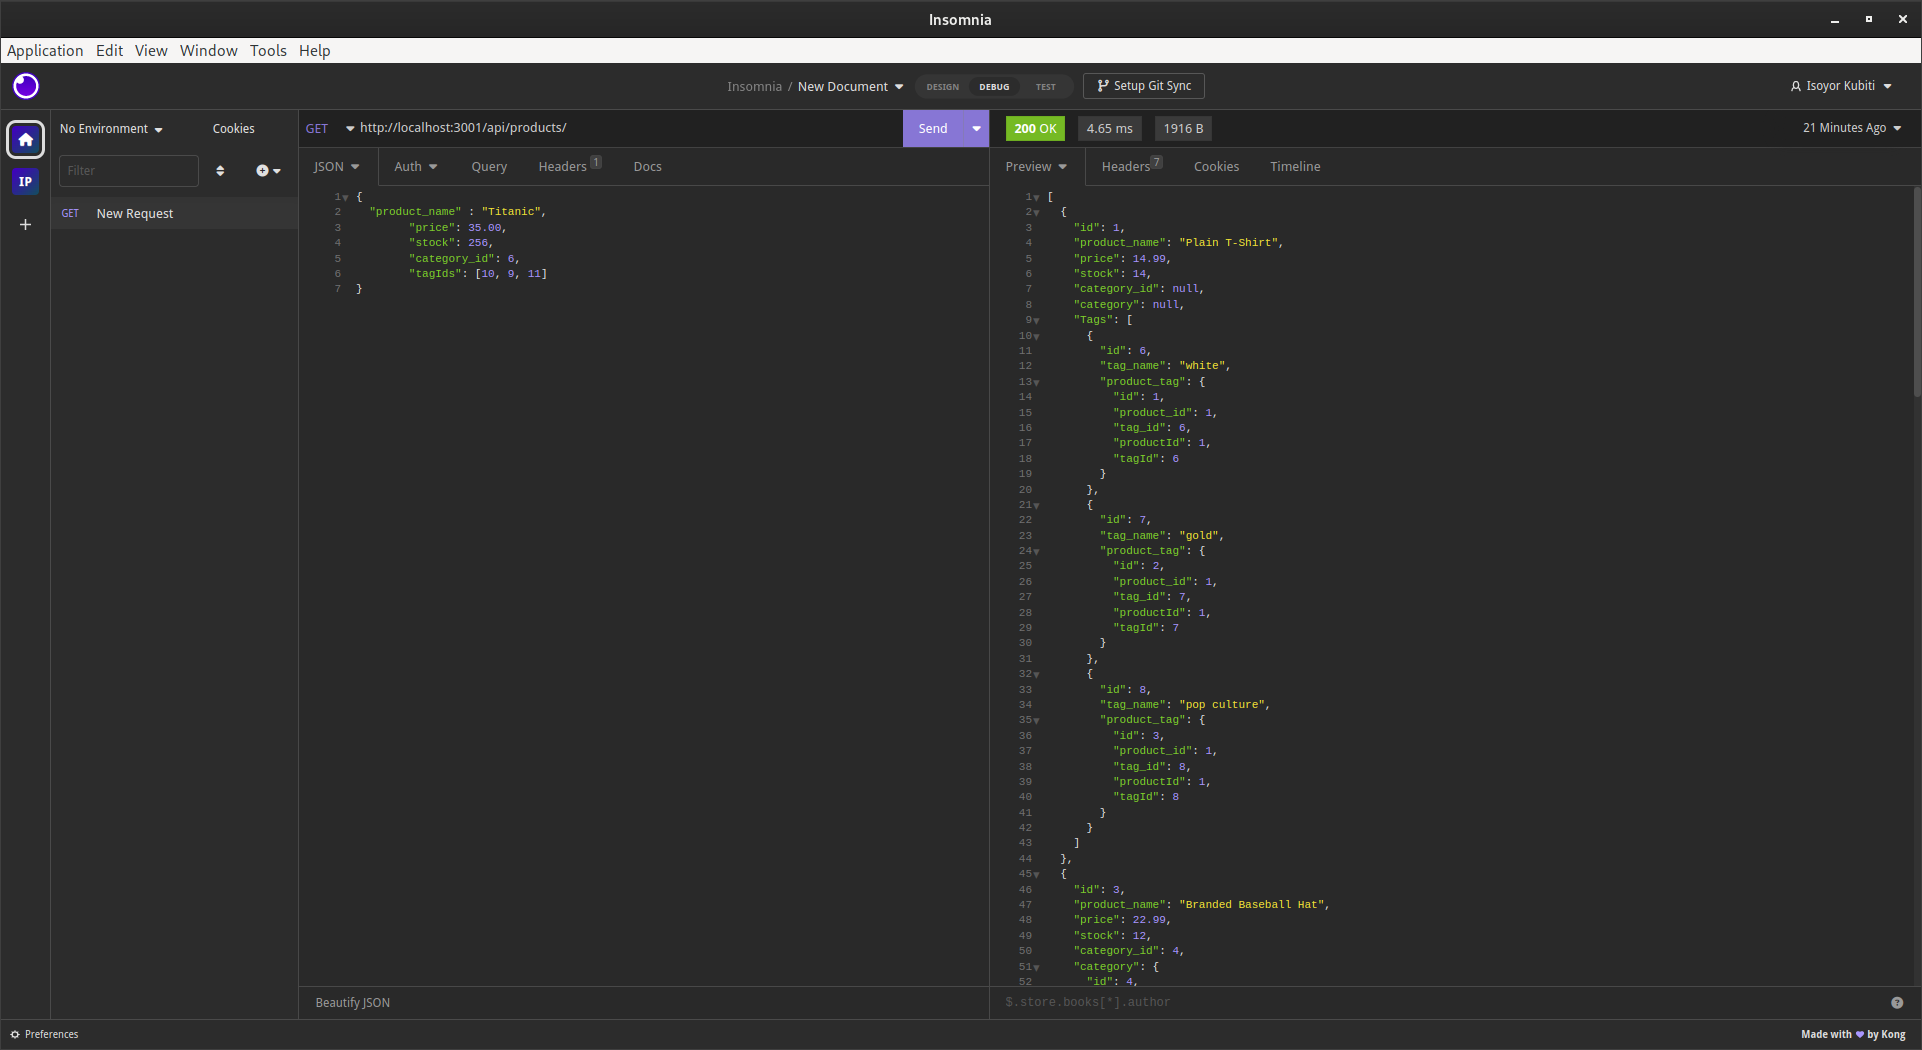 Insomnia
Application Edit View Window Tools Help
Insomnia / New Document DESIGN DEBUG TEST Setup Git Sync Isoyor Kubiti
IP
No Environment Cookies
Filter
GET New Request
GET http://localhost:3001/api/products/ Send
JSON Auth Query Headers 1 Docs
1 {
2 "product_name" : "Titanic",
3 "price": 35.00,
4 "stock": 256,
5 "category_id": 6,
6 "tagIds": [10, 9, 11]
7 }
Beautify JSON
200 OK 4.65 ms 1916 B 21 Minutes Ago
Preview Headers 7 Cookies Timeline
1 [
2 {
3 "id": 1,
4 "product_name": "Plain T-Shirt",
5 "price": 14.99,
6 "stock": 14,
7 "category_id": null,
8 "category": null,
9 "Tags": [
10 {
11 "id": 6,
12 "tag_name": "white",
13 "product_tag": {
14 "id": 1,
15 "product_id": 1,
16 "tag_id": 6,
17 "productId": 1,
18 "tagId": 6
19 }
20 },
21 {
22 "id": 7,
23 "tag_name": "gold",
24 "product_tag": {
25 "id": 2,
26 "product_id": 1,
27 "tag_id": 7,
28 "productId": 1,
29 "tagId": 7
30 }
31 },
32 {
33 "id": 8,
34 "tag_name": "pop culture",
35 "product_tag": {
36 "id": 3,
37 "product_id": 1,
38 "tag_id": 8,
39 "productId": 1,
40 "tagId": 8
41 }
42 }
43 ]
44 },
45 {
46 "id": 3,
47 "product_name": "Branded Baseball Hat",
48 "price": 22.99,
49 "stock": 12,
50 "category_id": 4,
51 "category": {
52 "id": 4,
$.store.books[*].author
Preferences
Made with 💜 by Kong